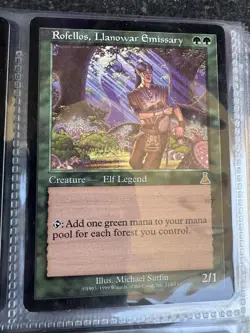 Rofellos, Llanowar Emissary
Creature — Elf Legend
: Add one green mana to your mana
pool for each forest you control.
Illus. Michael Sutfin
2/1